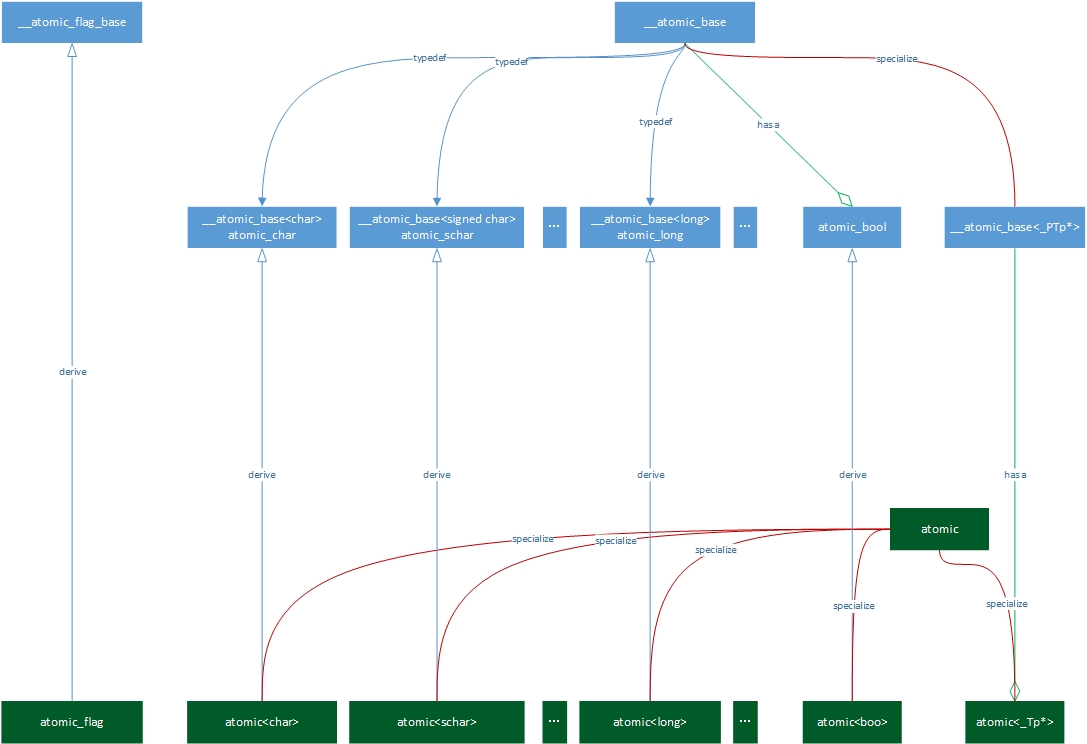 __atomic_flag_base
__atomic_base
typedef
typedef
specialize
typedef
has a
__atomic_base<char>
atomic_char
__atomic_base<signed char>
atomic_schar
...
__atomic_base<long>
atomic_long
...
atomic_bool
__atomic_base<_PTp*>
derive
derive
derive
derive
derive
has a
atomic
specialize
specialize
specialize
specialize
specialize
atomic_flag
atomic<char>
atomic<schar>
...
atomic<long>
...
atomic<boo>
atomic<_Tp*>